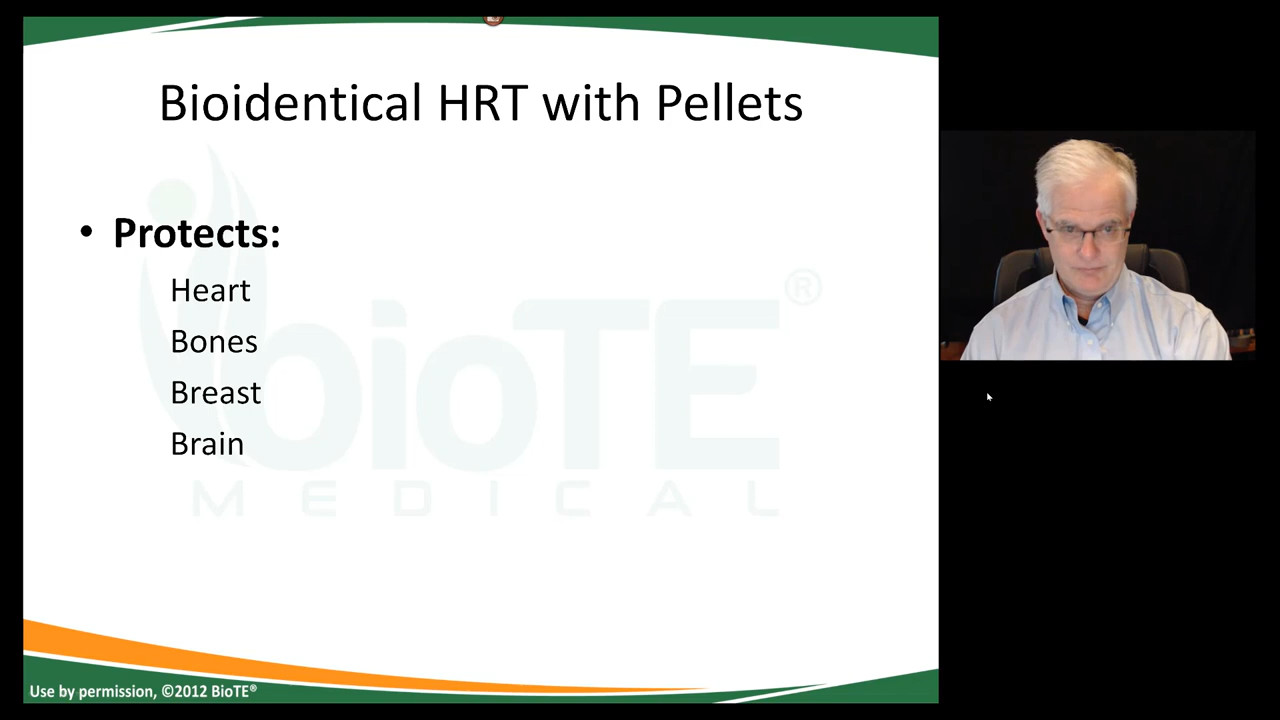 Bioidentical HRT with Pellets
• Protects:
Heart
Bones
Breast
Brain
bioTE®
MEDICAL
Use by permission, ©2012 BioTE®